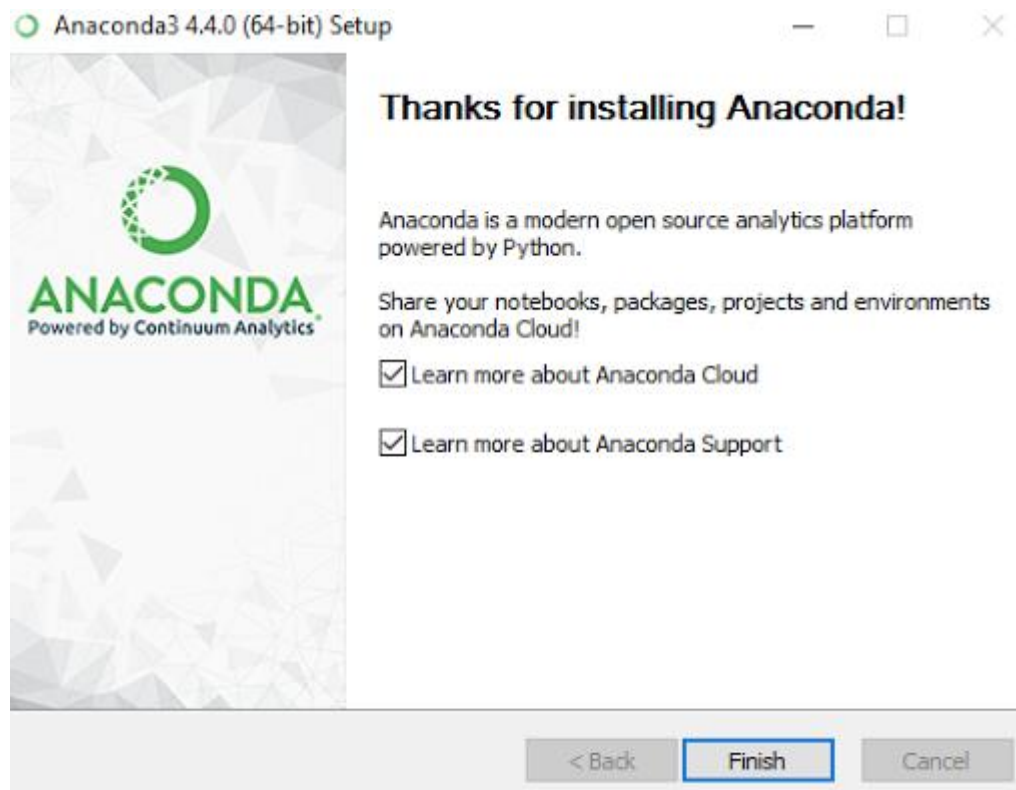 Anaconda3 4.4.0 (64-bit) Setup
Thanks for installing Anaconda!
ANACONDA.
Powered by Continuum Analytics
Anaconda is a modern open source analytics platform
powered by Python.
Share your notebooks, packages, projects and environments
on Anaconda Cloud!
Learn more about Anaconda Cloud
Learn more about Anaconda Support
< Back
Finish
Cancel